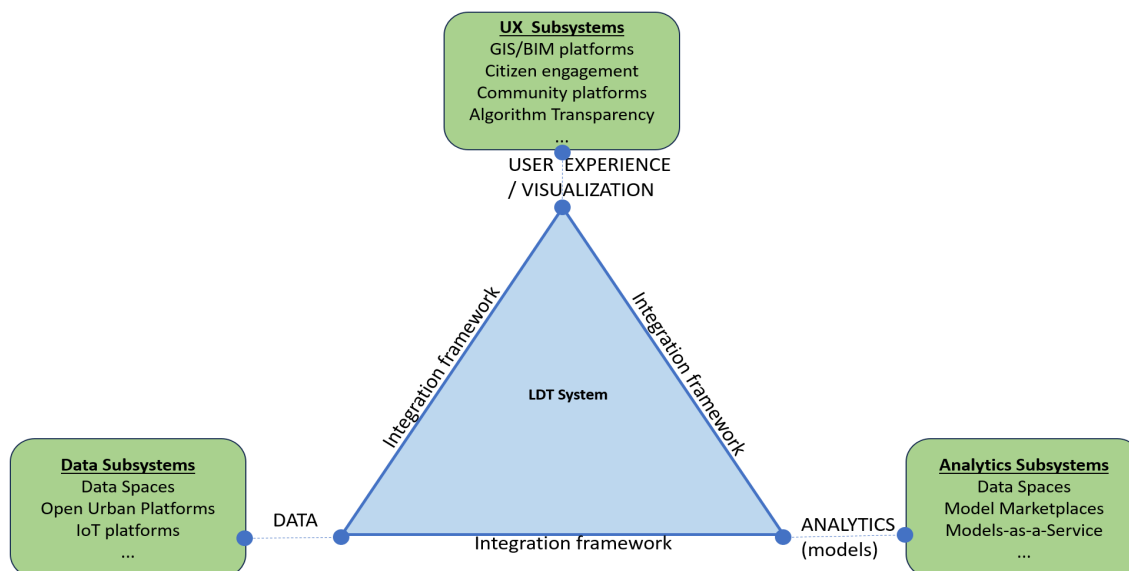 UX Subsystems
GIS/BIM platforms
Citizen engagement
Community platforms
Algorithm Transparency
...
USER EXPERIENCE
/ VISUALIZATION
Integration framework
Integration framework
LDT System
Data Subsystems
Data Spaces
Open Urban Platforms
IoT platforms
...
DATA
Integration framework
ANALYTICS
(models)
Analytics Subsystems
Data Spaces
Model Marketplaces
Models-as-a-Service
...